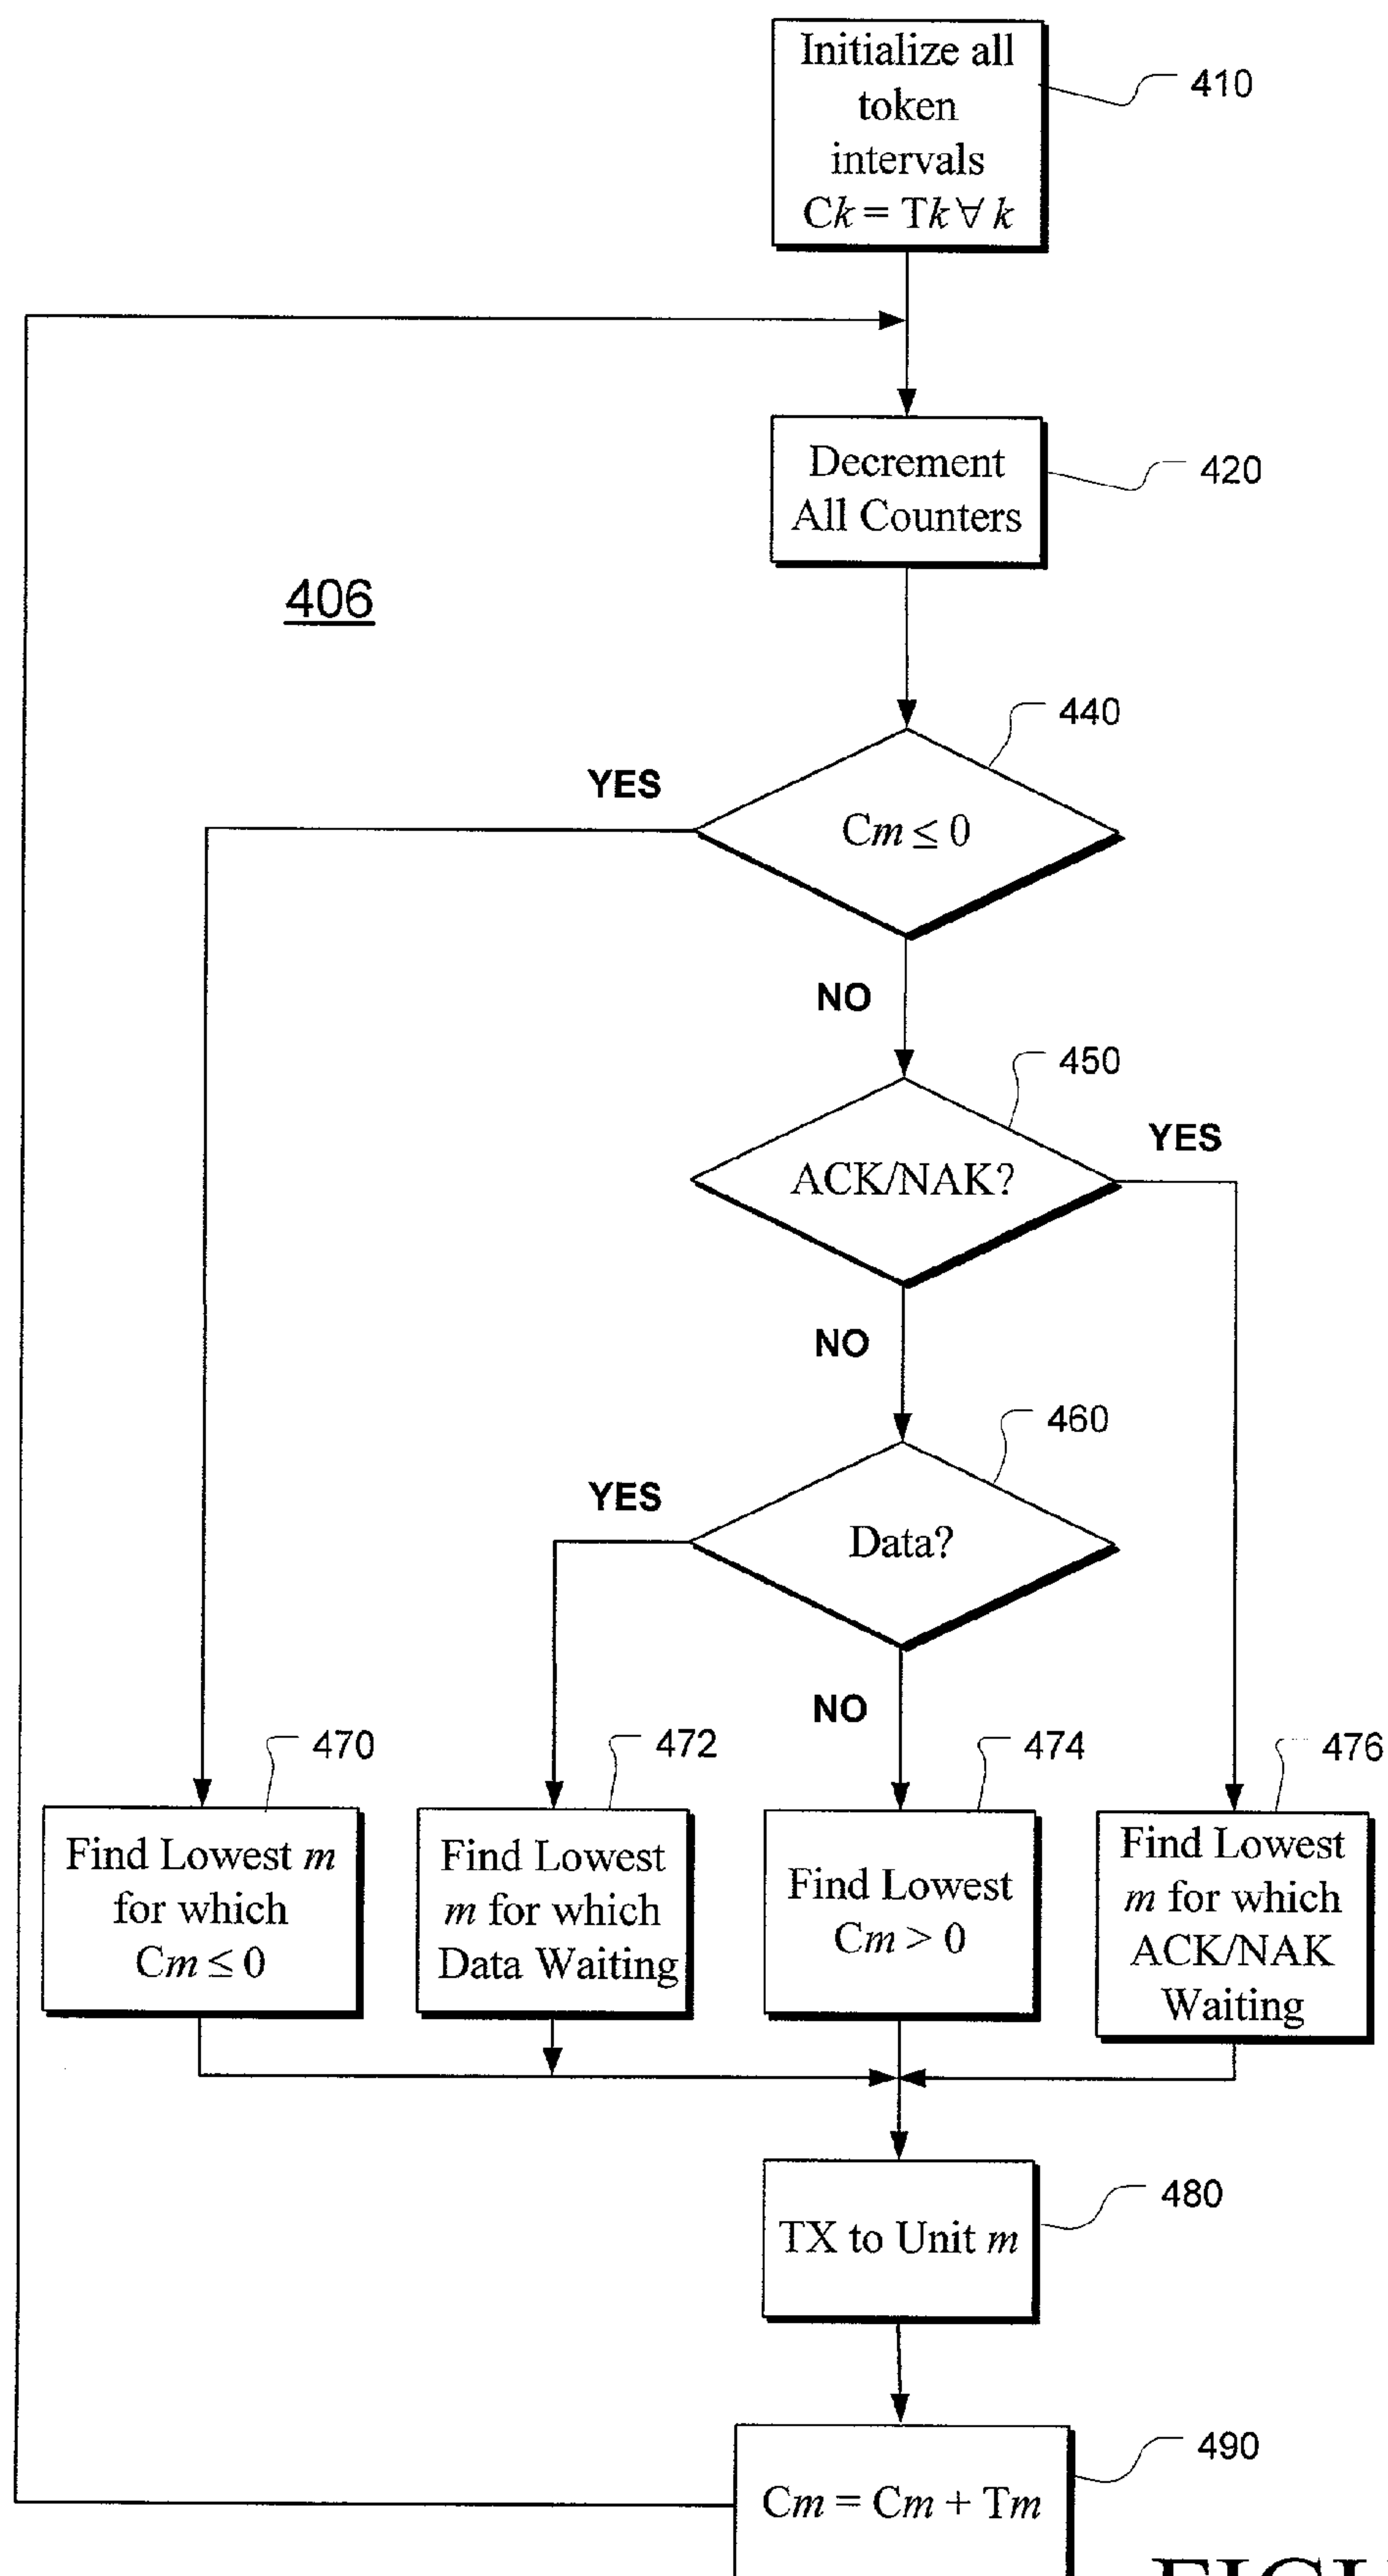 Initialize all
token
intervals
Ck = Tk ∀ k
410
Decrement
All Counters
420
406
440
YES
Cm ≤ 0
NO
450
YES
ACK/NAK?
NO
460
YES
Data?
NO
470
472
474
476
Find Lowest m
for which
Cm ≤ 0
Find Lowest
m for which
Data Waiting
Find Lowest
Cm > 0
Find Lowest
m for which
ACK/NAK
Waiting
480
TX to Unit m
490
Cm = Cm + Tm